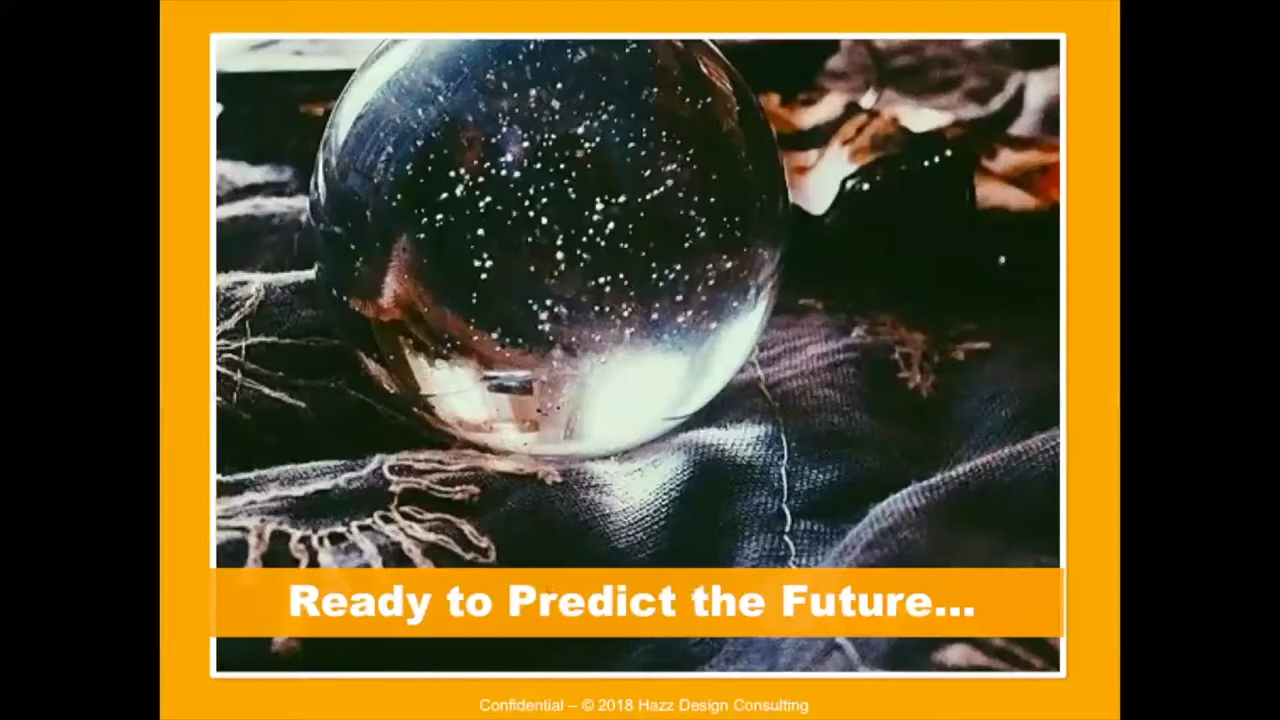 Ready to Predict the Future...
Confidential – © 2018 Hazz Design Consulting